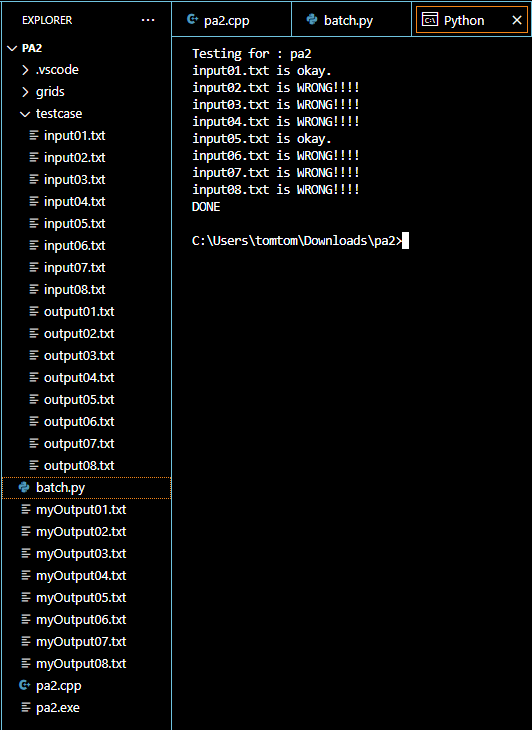 EXPLORER ...
PA2
.vscode
grids
testcase
input01.txt
input02.txt
input03.txt
input04.txt
input05.txt
input06.txt
input07.txt
input08.txt
output01.txt
output02.txt
output03.txt
output04.txt
output05.txt
output06.txt
output07.txt
output08.txt
batch.py
myOutput01.txt
myOutput02.txt
myOutput03.txt
myOutput04.txt
myOutput05.txt
myOutput06.txt
myOutput07.txt
myOutput08.txt
pa2.cpp
pa2.exe
pa2.cpp batch.py Python
Testing for : pa2
input01.txt is okay.
input02.txt is WRONG!!!!
input03.txt is WRONG!!!!
input04.txt is WRONG!!!!
input05.txt is okay.
input06.txt is WRONG!!!!
input07.txt is WRONG!!!!
input08.txt is WRONG!!!!
DONE
C:\Users\tomtom\Downloads\pa2>